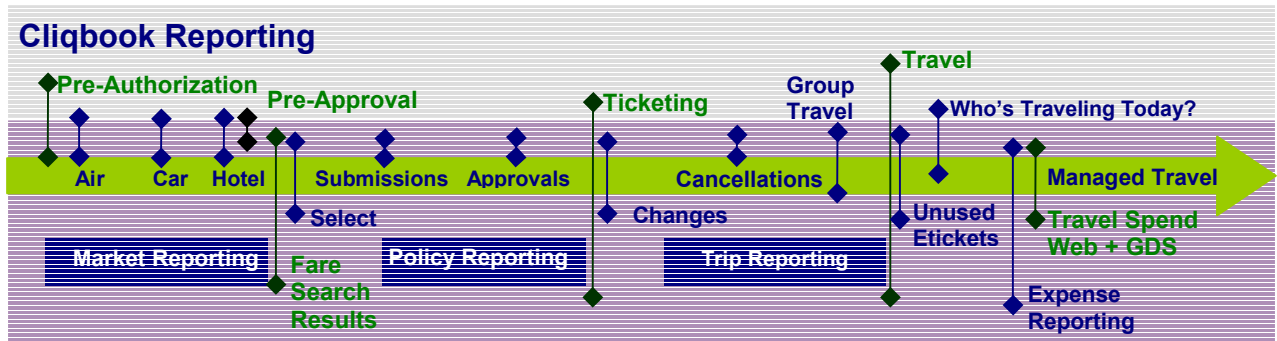 Cliqbook Reporting
Pre-Authorization
Pre-Approval
Ticketing
Group
Travel
Travel
Who's Traveling Today?
Air
Car
Hotel
Submissions
Approvals
Cancellations
Managed Travel
Select
Changes
Unused
Etickets
Travel Spend
Web + GDS
Market Reporting
Policy Reporting
Trip Reporting
Fare
Search
Results
Expense
Reporting